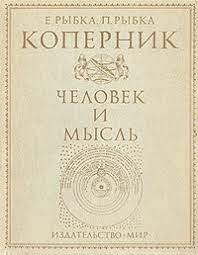 Е. РЫБКА, П. РЫБКА
КОПЕРНИК
ЧЕЛОВЕК
И
МЫСЛЬ
ИЗДАТЕЛЬСТВО • МИР